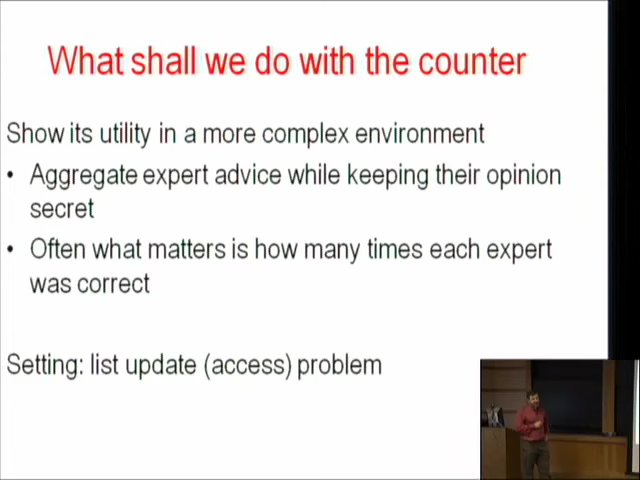 What shall we do with the counter
Show its utility in a more complex environment
• Aggregate expert advice while keeping their opinion
secret
• Often what matters is how many times each expert
was correct
Setting: list update (access) problem